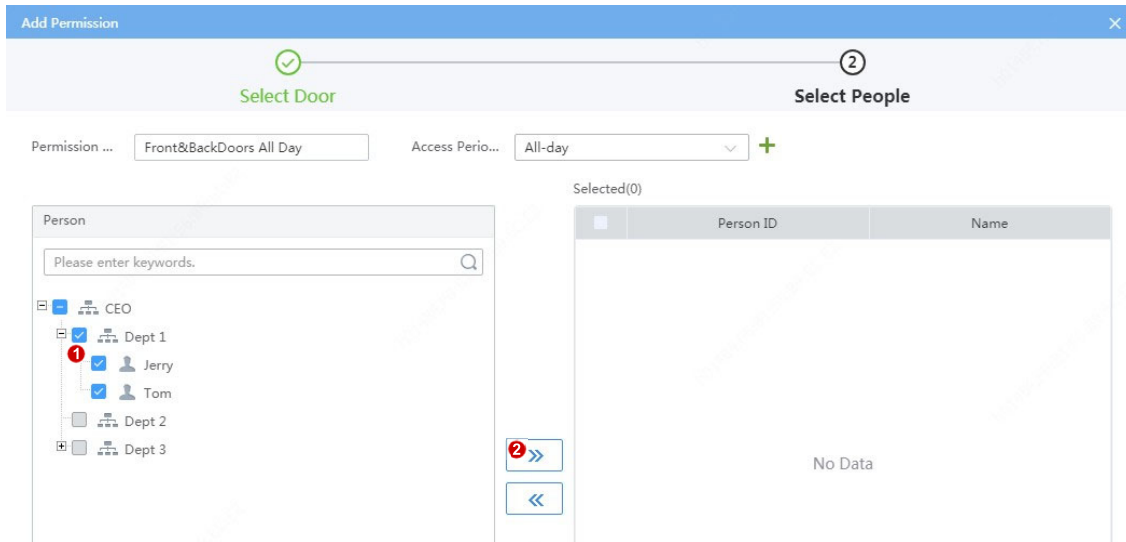 Add Permission
2
Select Door
Select People
Permission ... Front&BackDoors All Day Access Perio... All-day
Selected(0)
Person
Person ID Name
Please enter keywords.
CEO
Dept 1
1
Jerry
Tom
Dept 2
Dept 3
2
No Data